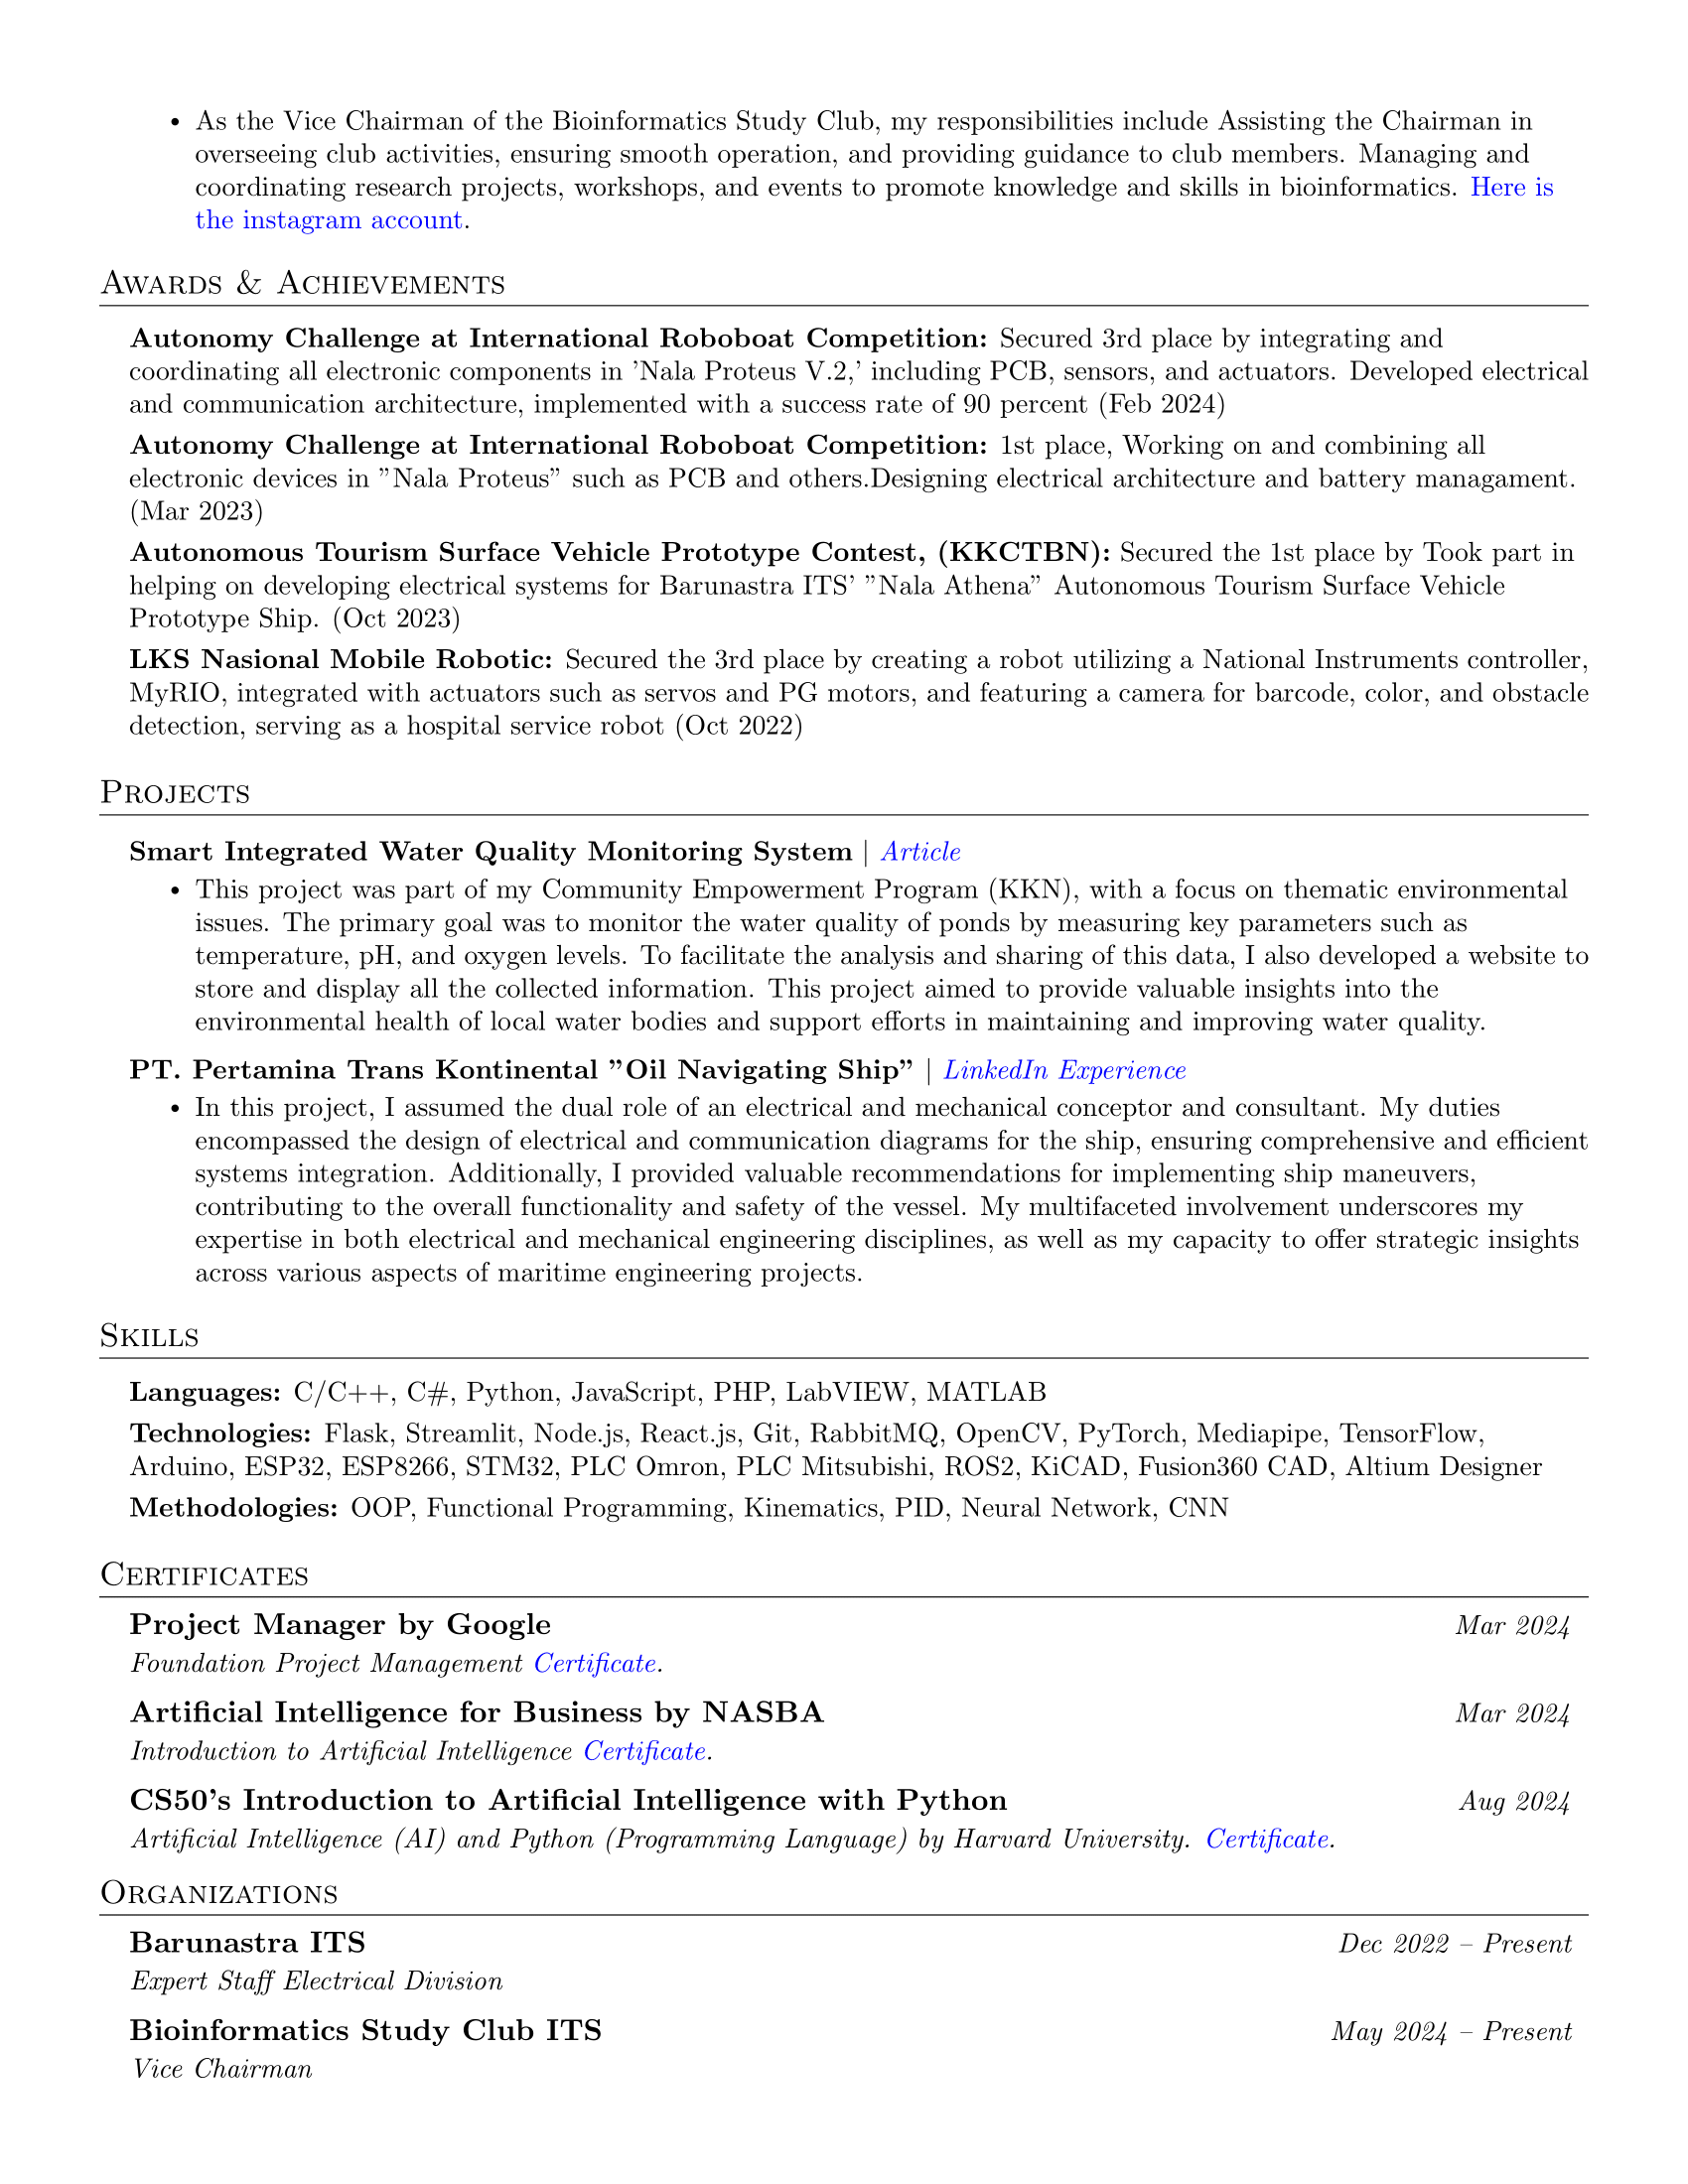 • As the Vice Chairman of the Bioinformatics Study Club, my responsibilities include Assisting the Chairman in
overseeing club activities, ensuring smooth operation, and providing guidance to club members. Managing and
coordinating research projects, workshops, and events to promote knowledge and skills in bioinformatics. Here is
the instagram account.
Awards & Achievements
Autonomy Challenge at International Roboboat Competition: Secured 3rd place by integrating and
coordinating all electronic components in ’Nala Proteus V.2,’ including PCB, sensors, and actuators. Developed electrical
and communication architecture, implemented with a success rate of 90 percent (Feb 2024)
Autonomy Challenge at International Roboboat Competition: 1st place, Working on and combining all
electronic devices in ”Nala Proteus” such as PCB and others.Designing electrical architecture and battery managament.
(Mar 2023)
Autonomous Tourism Surface Vehicle Prototype Contest, (KKCTBN): Secured the 1st place by Took part in
helping on developing electrical systems for Barunastra ITS’ ”Nala Athena” Autonomous Tourism Surface Vehicle
Prototype Ship. (Oct 2023)
LKS Nasional Mobile Robotic: Secured the 3rd place by creating a robot utilizing a National Instruments controller,
MyRIO, integrated with actuators such as servos and PG motors, and featuring a camera for barcode, color, and obstacle
detection, serving as a hospital service robot (Oct 2022)
Projects
Smart Integrated Water Quality Monitoring System | Article
• This project was part of my Community Empowerment Program (KKN), with a focus on thematic environmental
issues. The primary goal was to monitor the water quality of ponds by measuring key parameters such as
temperature, pH, and oxygen levels. To facilitate the analysis and sharing of this data, I also developed a website to
store and display all the collected information. This project aimed to provide valuable insights into the
environmental health of local water bodies and support efforts in maintaining and improving water quality.
PT. Pertamina Trans Kontinental ”Oil Navigating Ship” | LinkedIn Experience
• In this project, I assumed the dual role of an electrical and mechanical conceptor and consultant. My duties
encompassed the design of electrical and communication diagrams for the ship, ensuring comprehensive and efficient
systems integration. Additionally, I provided valuable recommendations for implementing ship maneuvers,
contributing to the overall functionality and safety of the vessel. My multifaceted involvement underscores my
expertise in both electrical and mechanical engineering disciplines, as well as my capacity to offer strategic insights
across various aspects of maritime engineering projects.
Skills
Languages: C/C++, C#, Python, JavaScript, PHP, LabVIEW, MATLAB
Technologies: Flask, Streamlit, Node.js, React.js, Git, RabbitMQ, OpenCV, PyTorch, Mediapipe, TensorFlow,
Arduino, ESP32, ESP8266, STM32, PLC Omron, PLC Mitsubishi, ROS2, KiCAD, Fusion360 CAD, Altium Designer
Methodologies: OOP, Functional Programming, Kinematics, PID, Neural Network, CNN
Certificates
Project Manager by Google Mar 2024
Foundation Project Management Certificate.
Artificial Intelligence for Business by NASBA Mar 2024
Introduction to Artificial Intelligence Certificate.
CS50’s Introduction to Artificial Intelligence with Python Aug 2024
Artificial Intelligence (AI) and Python (Programming Language) by Harvard University. Certificate.
Organizations
Barunastra ITS Dec 2022 – Present
Expert Staff Electrical Division
Bioinformatics Study Club ITS May 2024 – Present
Vice Chairman